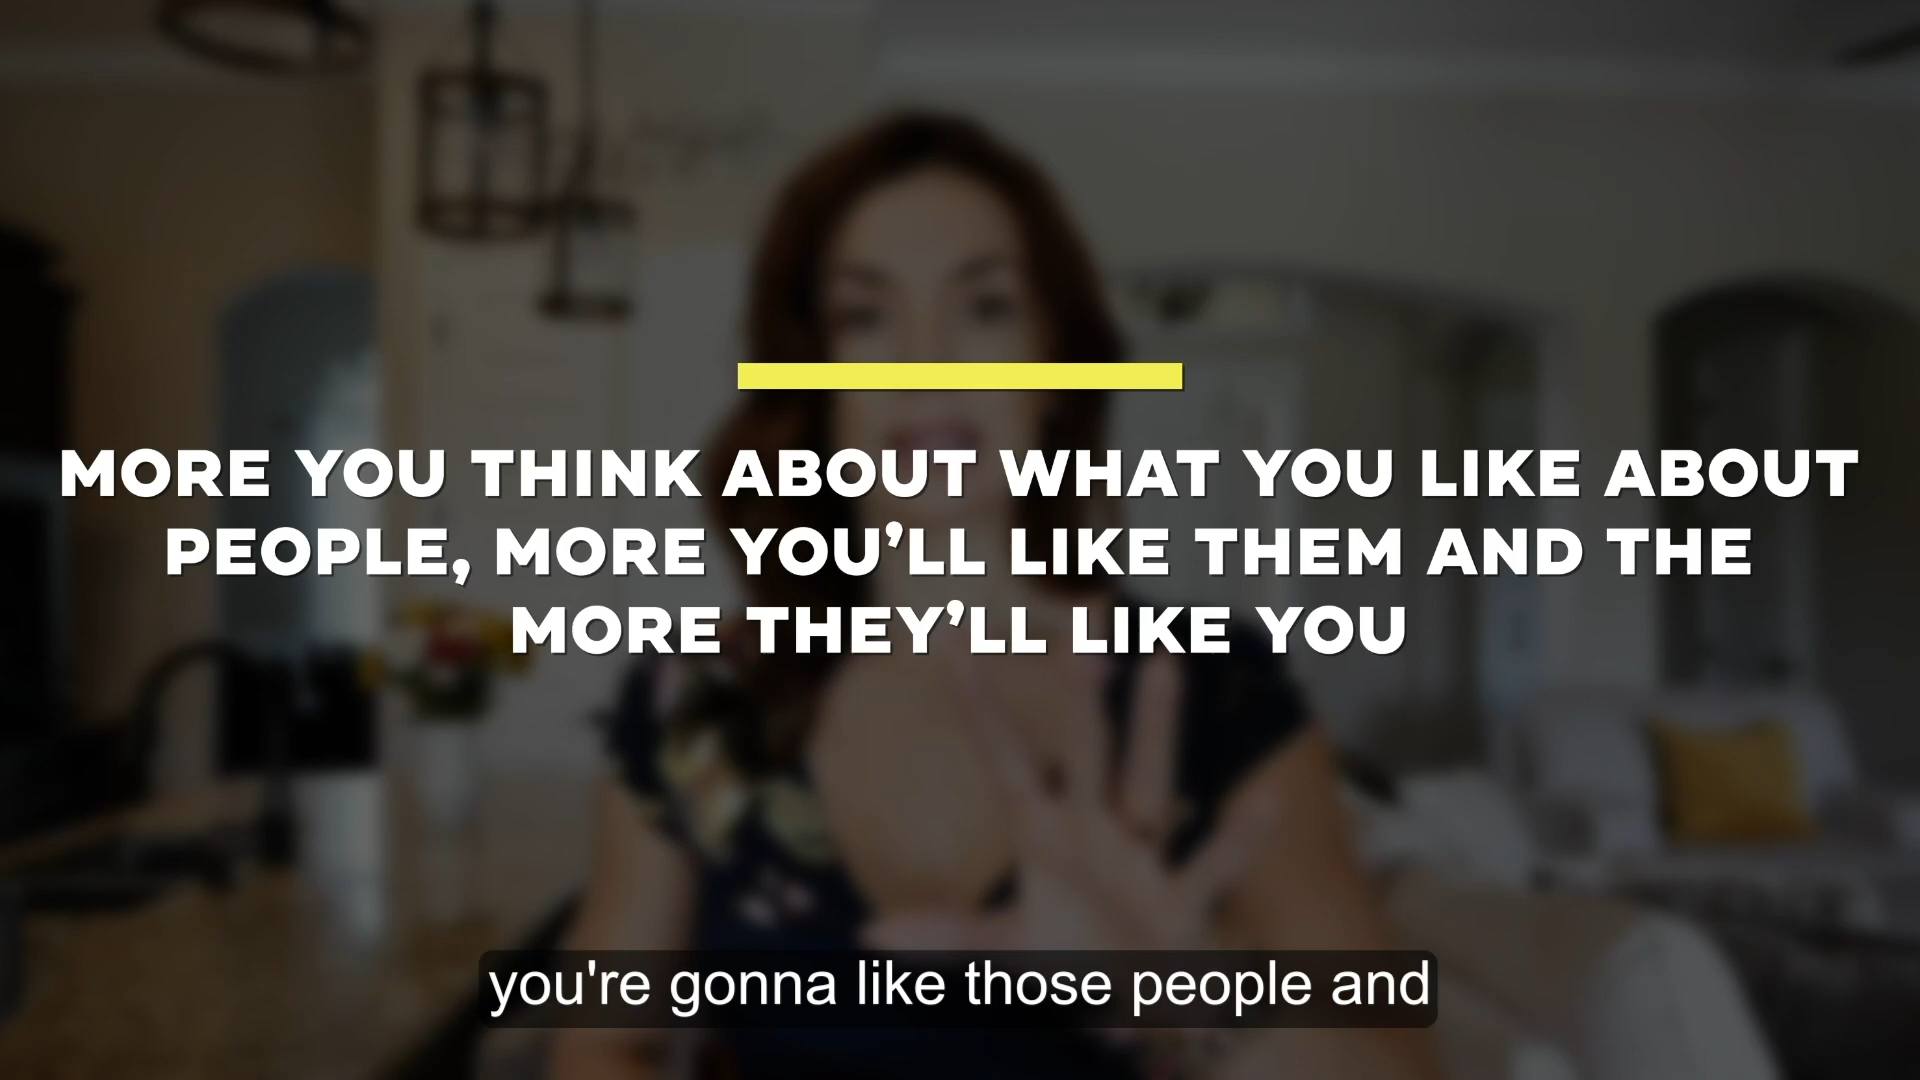 MORE YOU THINK ABOUT WHAT YOU LIKE ABOUT
PEOPLE, MORE YOU’LL LIKE THEM AND THE
MORE THEY’LL LIKE YOU
you're gonna like those people and